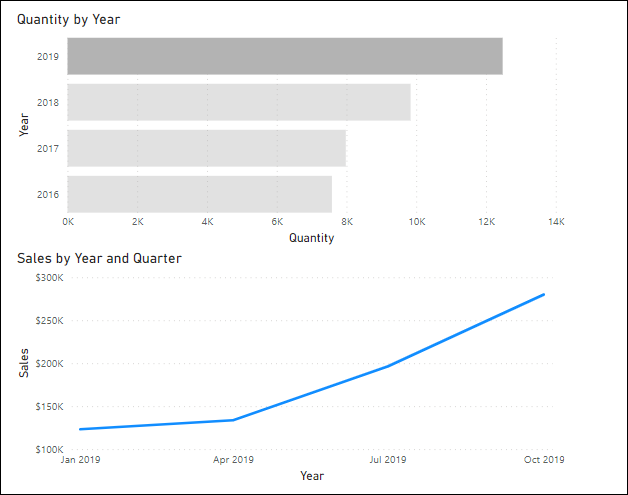 Quantity by Year
2019
2018
2017
2016
Year
0K 2K 4K 6K 8K 10K 12K 14K
Quantity
Sales by Year and Quarter
$300K
$250K
$200K
$150K
$100K
Sales
Jan 2019 Apr 2019 Jul 2019 Oct 2019
Year